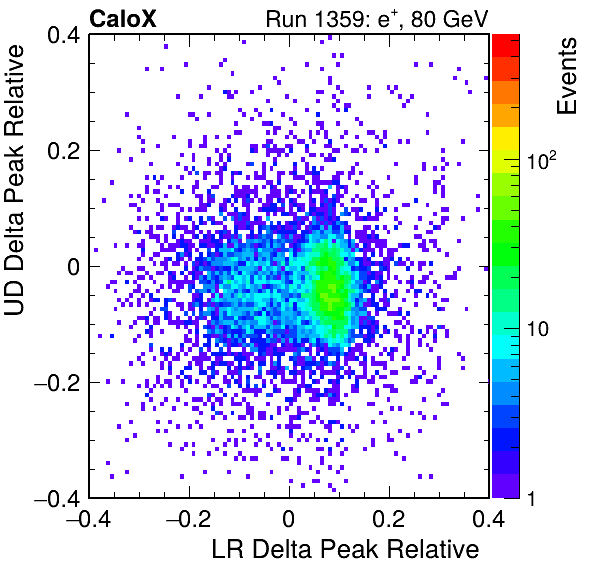 CaloX Run 1359: e⁺, 80 GeV
Events
UD Delta Peak Relative
0.4
0.2
0
−0.2
−0.4
10²
10
1
−0.4 −0.2 0 0.2 0.4
LR Delta Peak Relative